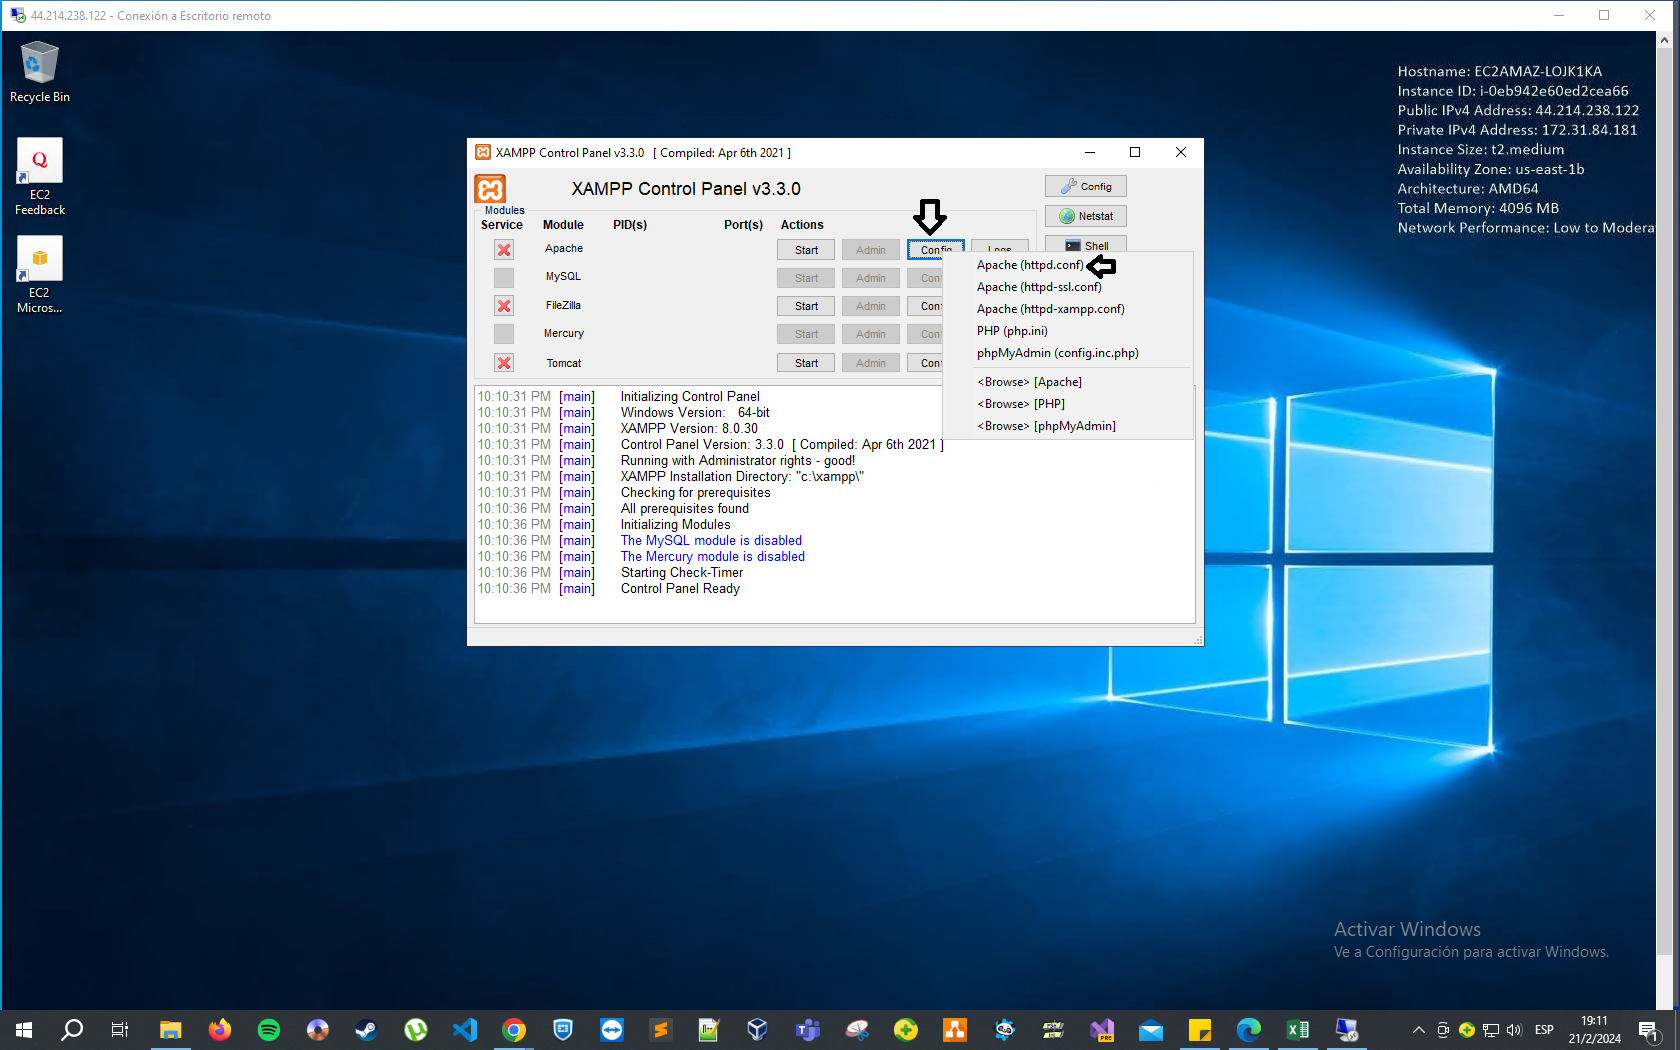 44.214.238.122 - Conexión a Escritorio remoto
Recycle Bin
EC2
Feedback
EC2
Micros...
Hostname: EC2AMAZ-LOJK1KA
Instance ID: i-0eb942e60ed2cea66
Public IPv4 Address: 44.214.238.122
Private IPv4 Address: 172.31.84.181
Instance Size: t2.medium
Availability Zone: us-east-1b
Architecture: AMD64
Total Memory: 4096 MB
Network Performance: Low to Modera
XAMPP Control Panel v3.3.0 [ Compiled: Apr 6th 2021 ]
XAMPP Control Panel v3.3.0
Config
Netstat
Shell
Modules
Service Module PID(s) Port(s) Actions
Apache Start Admin Config Logs
MySQL Start Admin Con
FileZilla Start Admin Con
Mercury Start Admin Con
Tomcat Start Admin Con
Apache (httpd.conf)
Apache (httpd-ssl.conf)
Apache (httpd-xampp.conf)
PHP (php.ini)
phpMyAdmin (config.inc.php)
<Browse> [Apache]
<Browse> [PHP]
<Browse> [phpMyAdmin]
10:10:31 PM [main] Initializing Control Panel
10:10:31 PM [main] Windows Version: 64-bit
10:10:31 PM [main] XAMPP Version: 8.0.30
10:10:31 PM [main] Control Panel Version: 3.3.0 [ Compiled: Apr 6th 2021 ]
10:10:31 PM [main] Running with Administrator rights - good!
10:10:31 PM [main] XAMPP Installation Directory: "c:\xampp\"
10:10:31 PM [main] Checking for prerequisites
10:10:36 PM [main] All prerequisites found
10:10:36 PM [main] Initializing Modules
10:10:36 PM [main] The MySQL module is disabled
10:10:36 PM [main] The Mercury module is disabled
10:10:36 PM [main] Starting Check-Timer
10:10:36 PM [main] Control Panel Ready
Activar Windows
Ve a Configuración para activar Windows.
ESP
19:11
21/2/2024
1